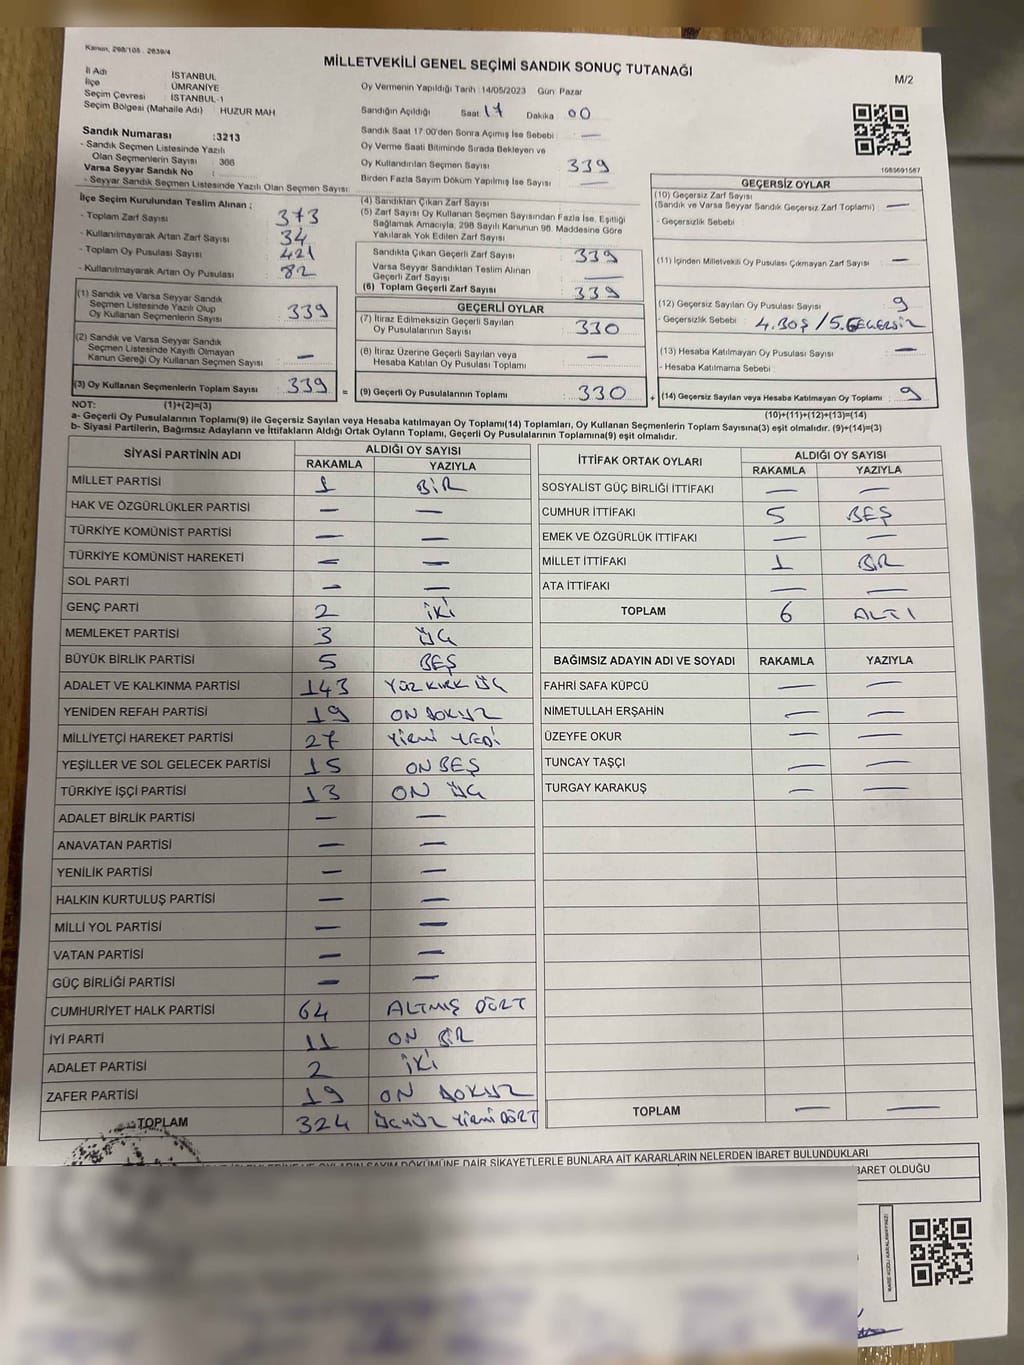 Kanun, 298/105 . 2839/4
MİLLETVEKİLİ GENEL SEÇİMİ SANDIK SONUÇ TUTANAĞI
M/2
İl Adı İSTANBUL
İlçe ÜMRANİYE
Seçim Çevresi İSTANBUL-1
Seçim Bölgesi (Mahalle Adı) : HUZUR MAH
Sandık Numarası :3213
- Sandık Seçmen Listesinde Yazılı
Olan Seçmenlerin Sayısı : 366
Varsa Seyyar Sandık No :
- Seyyar Sandık Seçmen Listesinde Yazılı Olan Seçmen Sayısı:
Oy Vermenin Yapıldığı Tarih :14/05/2023 Gün: Pazar
Sandığın Açıldığı Saat: 17 Dakika 00
Sandık Saat 17.00'den Sonra Açımış İse Sebebi : —
Oy Verme Saati Bitiminde Sırada Bekleyen ve
Oy Kullandırılan Seçmen Sayısı : 339
Birden Fazla Sayım Döküm Yapılmış İse Sayısı : —
1683691587
İlçe Seçim Kurulundan Teslim Alınan ;
- Toplam Zarf Sayısı : 373
- Kullanılmayarak Artan Zarf Sayısı : 34
- Toplam Oy Pusulası Sayısı : 421
- Kullanılmayarak Artan Oy Pusulası : 82
(1) Sandık ve Varsa Seyyar Sandık
Seçmen Listesinde Yazılı Olup
Oy Kullanan Seçmenlerin Sayısı : 339
(2) Sandık ve Varsa Seyyar Sandık
Seçmen Listesinde Kayıtlı Olmayan
Kanun Gereği Oy Kullanan Seçmen Sayısı : —
(3) Oy Kullanan Seçmenlerin Toplam Sayısı : 339 =
(4) Sandıktan Çıkan Zarf Sayısı :
(5) Zarf Sayısı Oy Kullanan Seçmen Sayısından Fazla İse, Eşitliği
Sağlamak Amacıyla, 298 Sayılı Kanunun 98. Maddesine Göre
Yakılarak Yok Edilen Zarf Sayısı :
Sandıkta Çıkan Geçerli Zarf Sayısı : 339
Varsa Seyyar Sandıktan Teslim Alınan
Geçerli Zarf Sayısı : —
(6) Toplam Geçerli Zarf Sayısı : 339
GEÇERLİ OYLAR
(7) İtiraz Edilmeksizin Geçerli Sayılan
Oy Pusulalarının Sayısı : 330
(8) İtiraz Üzerine Geçerli Sayılan veya
Hesaba Katılan Oy Pusulaları Toplamı : —
(9) Geçerli Oy Pusulalarının Toplamı : 330 +
GEÇERSİZ OYLAR
(10) Geçersiz Zarf Sayısı
(Sandık ve Varsa Seyyar Sandık Geçersiz Zarf Toplamı) : —
- Geçersizlik Sebebi :
(11) İçinden Milletvekili Oy Pusulası Çıkmayan Zarf Sayısı : —
(12) Geçersiz Sayılan Oy Pusulası Sayısı : 9
- Geçersizlik Sebebi : 4.BOŞ / 5.GEÇERSİZ
(13) Hesaba Katılmayan Oy Pusulası Sayısı : —
- Hesaba Katılmama Sebebi :
(14) Geçersiz Sayılan veya Hesaba Katılmayan Oy Toplamı : 9
NOT: (1)+(2)=(3)
(10)+(11)+(12)+(13)=(14)
a- Geçerli Oy Pusulalarının Toplamı(9) ile Geçersiz Sayılan veya Hesaba katılmayan Oy Toplamı(14) Toplamları, Oy Kullanan Seçmenlerin Toplam Sayısına(3) eşit olmalıdır. (9)+(14)=(3)
b- Siyasi Partilerin, Bağımsız Adayların ve İttifakların Aldığı Ortak Oyların Toplamı, Geçerli Oy Pusulalarının Toplamına(9) eşit olmalıdır.
SİYASİ PARTİNİN ADI ALDIĞI OY SAYISI
RAKAMLA YAZIYLA
MİLLET PARTİSİ 1 BİR
HAK VE ÖZGÜRLÜKLER PARTİSİ — —
TÜRKİYE KOMÜNİST PARTİSİ — —
TÜRKİYE KOMÜNİST HAREKETİ — —
SOL PARTİ — —
GENÇ PARTİ 2 İKİ
MEMLEKET PARTİSİ 3 ÜÇ
BÜYÜK BİRLİK PARTİSİ 5 BEŞ
ADALET VE KALKINMA PARTİSİ 143 YÜZ KIRK ÜÇ
YENİDEN REFAH PARTİSİ 19 ON DOKUZ
MİLLİYETÇİ HAREKET PARTİSİ 27 YİRMİ YEDİ
YEŞİLLER VE SOL GELECEK PARTİSİ 15 ON BEŞ
TÜRKİYE İŞÇİ PARTİSİ 13 ON ÜÇ
ADALET BİRLİK PARTİSİ — —
ANAVATAN PARTİSİ — —
YENİLİK PARTİSİ — —
HALKIN KURTULUŞ PARTİSİ — —
MİLLİ YOL PARTİSİ — —
VATAN PARTİSİ — —
GÜÇ BİRLİĞİ PARTİSİ — —
CUMHURİYET HALK PARTİSİ 64 ALTMIŞ DÖRT
İYİ PARTİ 11 ON BİR
ADALET PARTİSİ 2 İKİ
ZAFER PARTİSİ 19 ON DOKUZ
TOPLAM 324 ÜÇYÜZ YİRMİ DÖRT
İTTİFAK ORTAK OYLARI ALDIĞI OY SAYISI
RAKAMLA YAZIYLA
SOSYALİST GÜÇ BİRLİĞİ İTTİFAKI — —
CUMHUR İTTİFAKI 5 BEŞ
EMEK VE ÖZGÜRLÜK İTTİFAKI — —
MİLLET İTTİFAKI 1 BİR
ATA İTTİFAKI — —
TOPLAM 6 ALTI
BAĞIMSIZ ADAYIN ADI VE SOYADI RAKAMLA YAZIYLA
FAHRİ SAFA KÜPCÜ — —
NİMETULLAH ERŞAHİN — —
ÜZEYFE OKUR — —
TUNCAY TAŞÇI — —
TURGAY KARAKUŞ — —
TOPLAM — —
SAYIM DÖKÜMÜNE DAİR ŞİKAYETLERLE BUNLARA AİT KARARLARIN NELERDEN İBARET BULUNDUKLARI
BARET OLDUĞU